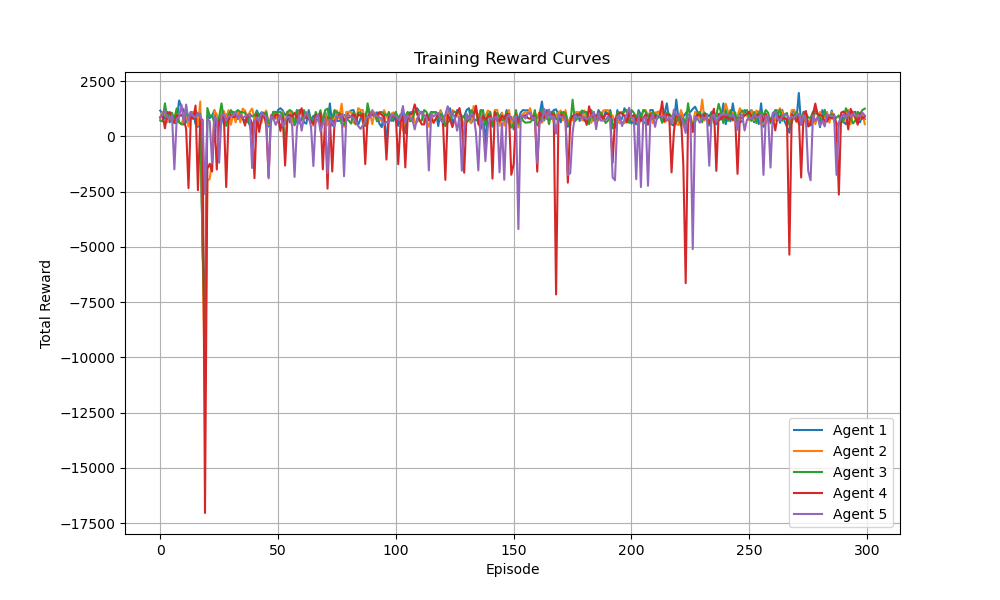 Training Reward Curves
Total Reward
2500
0
−2500
−5000
−7500
−10000
−12500
−15000
−17500
0 50 100 150 200 250 300
Episode
Agent 1
Agent 2
Agent 3
Agent 4
Agent 5